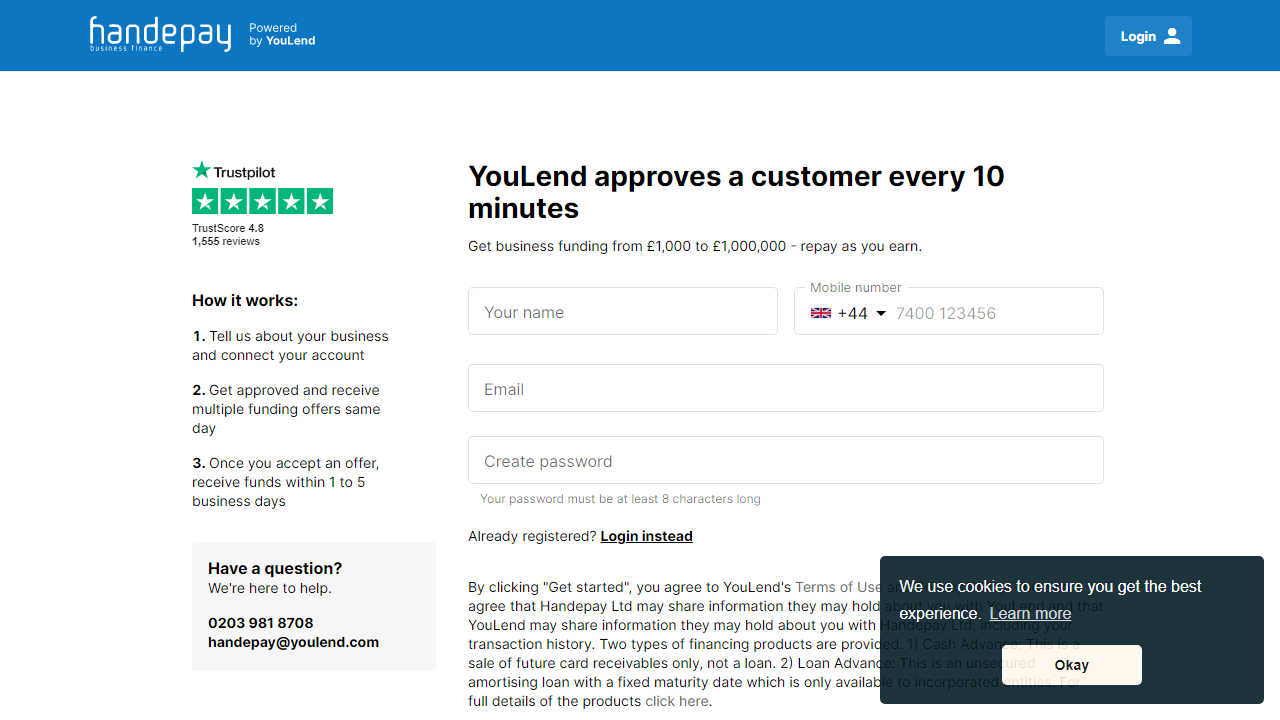 handepay
business finance
Powered
by YouLend
Login
Trustpilot
TrustScore 4.8
1,555 reviews
How it works:
1. Tell us about your business
and connect your account
2. Get approved and receive
multiple funding offers same
day
3. Once you accept an offer,
receive funds within 1 to 5
business days
Have a question?
We're here to help.
0203 981 8708
handepay@youlend.com
YouLend approves a customer every 10
minutes
Get business funding from £1,000 to £1,000,000 - repay as you earn.
Your name
Mobile number
+44 7400 123456
Email
Create password
Your password must be at least 8 characters long
Already registered? Login instead
By clicking "Get started", you agree to YouLend's Terms of Use
agree that Handepay Ltd may share information they may hold about you with YouLend and that
YouLend may share information they may hold about you with Handepay Ltd, including your
transaction history. Two types of financing products are provided. 1) Cash Advance: This is a
sale of future card receivables only, not a loan. 2) Loan Advance: This is an unsecured
amortising loan with a fixed maturity date which is only available to incorporated entities. For
full details of the products click here.
We use cookies to ensure you get the best
experience. Learn more
Okay